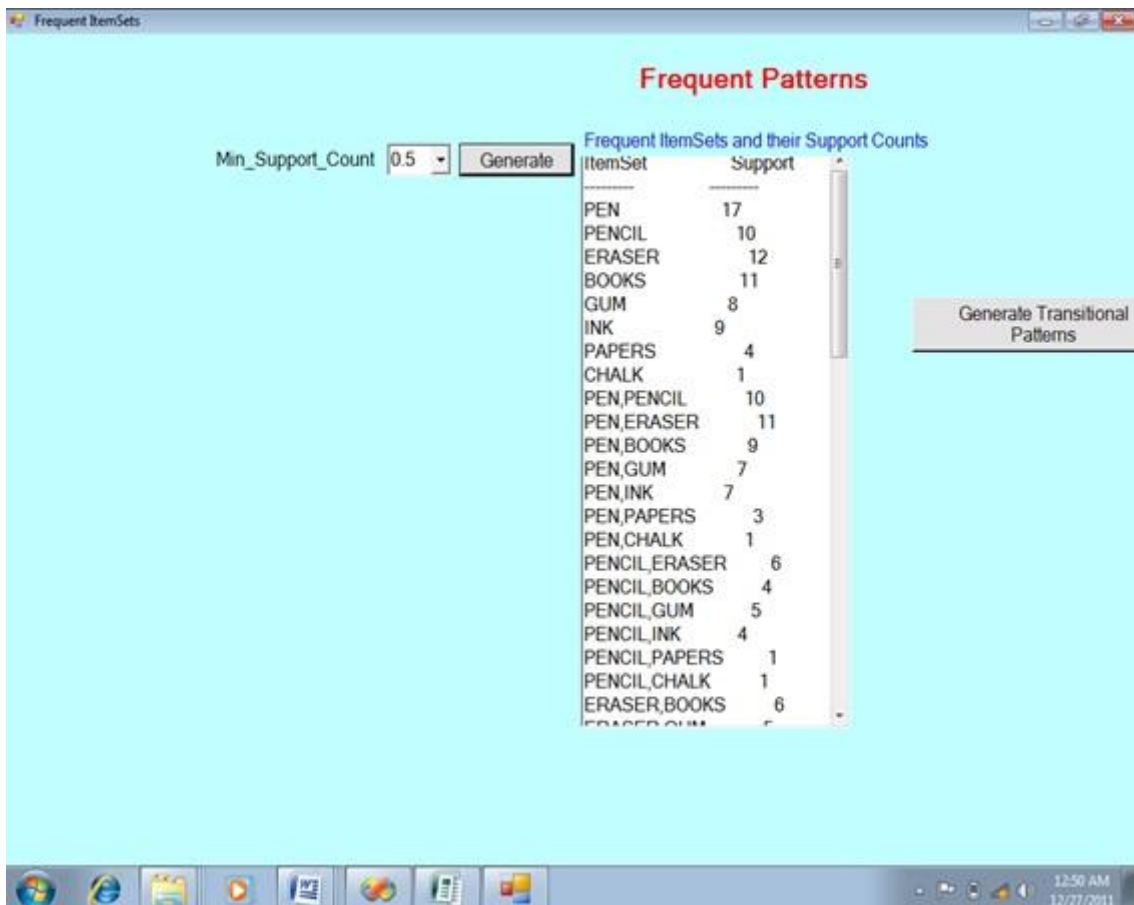 Frequent ItemSets
Frequent Patterns
Frequent ItemSets and their Support Counts
Min_Support_Count 0.5 Generate
ItemSet Support
---------- ----------
PEN 17
PENCIL 10
ERASER 12
BOOKS 11
GUM 8
INK 9
PAPERS 4
CHALK 1
PEN,PENCIL 10
PEN,ERASER 11
PEN,BOOKS 9
PEN,GUM 7
PEN,INK 7
PEN,PAPERS 3
PEN,CHALK 1
PENCIL,ERASER 6
PENCIL,BOOKS 4
PENCIL,GUM 5
PENCIL,INK 4
PENCIL,PAPERS 1
PENCIL,CHALK 1
ERASER,BOOKS 6
ERASER,GUM 5
Generate Transitional
Patterns
12:50 AM
12/27/2011